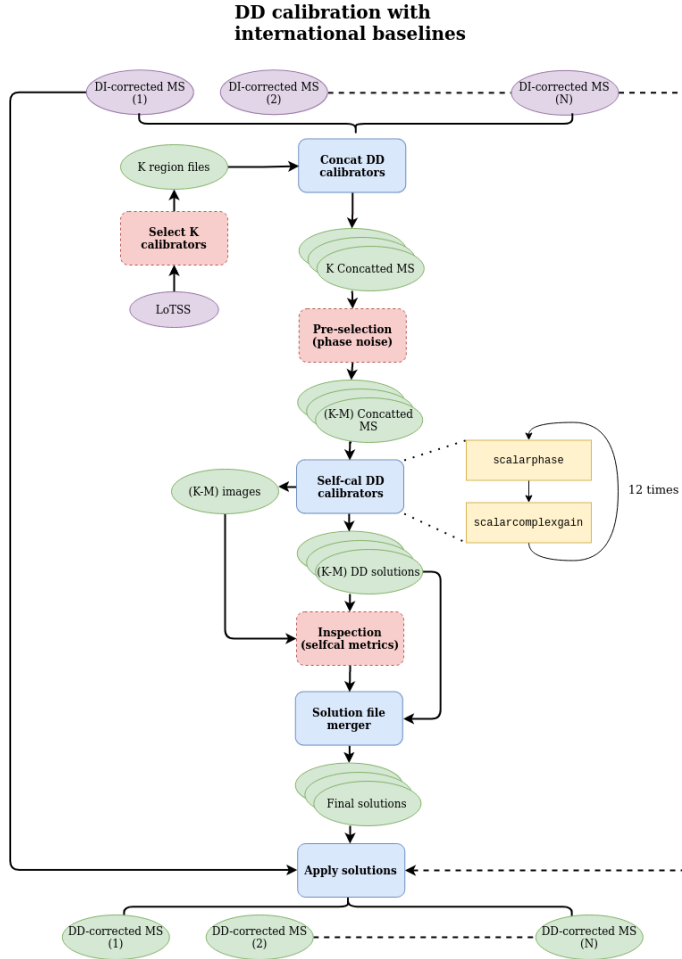 DD calibration with
international baselines
DI-corrected MS
(1)
DI-corrected MS
(2)
DI-corrected MS
(N)
K region files
Concat DD
calibrators
Select K
calibrators
K Concatted MS
LoTSS
Pre-selection
(phase noise)
(K-M) Concatted
MS
Self-cal DD
calibrators
(K-M) images
scalarphase
12 times
scalarcomplexgain
(K-M) DD solutions
Inspection
(selfcal metrics)
Solution file
merger
Final solutions
Apply solutions
DD-corrected MS
(1)
DD-corrected MS
(2)
DD-corrected MS
(N)